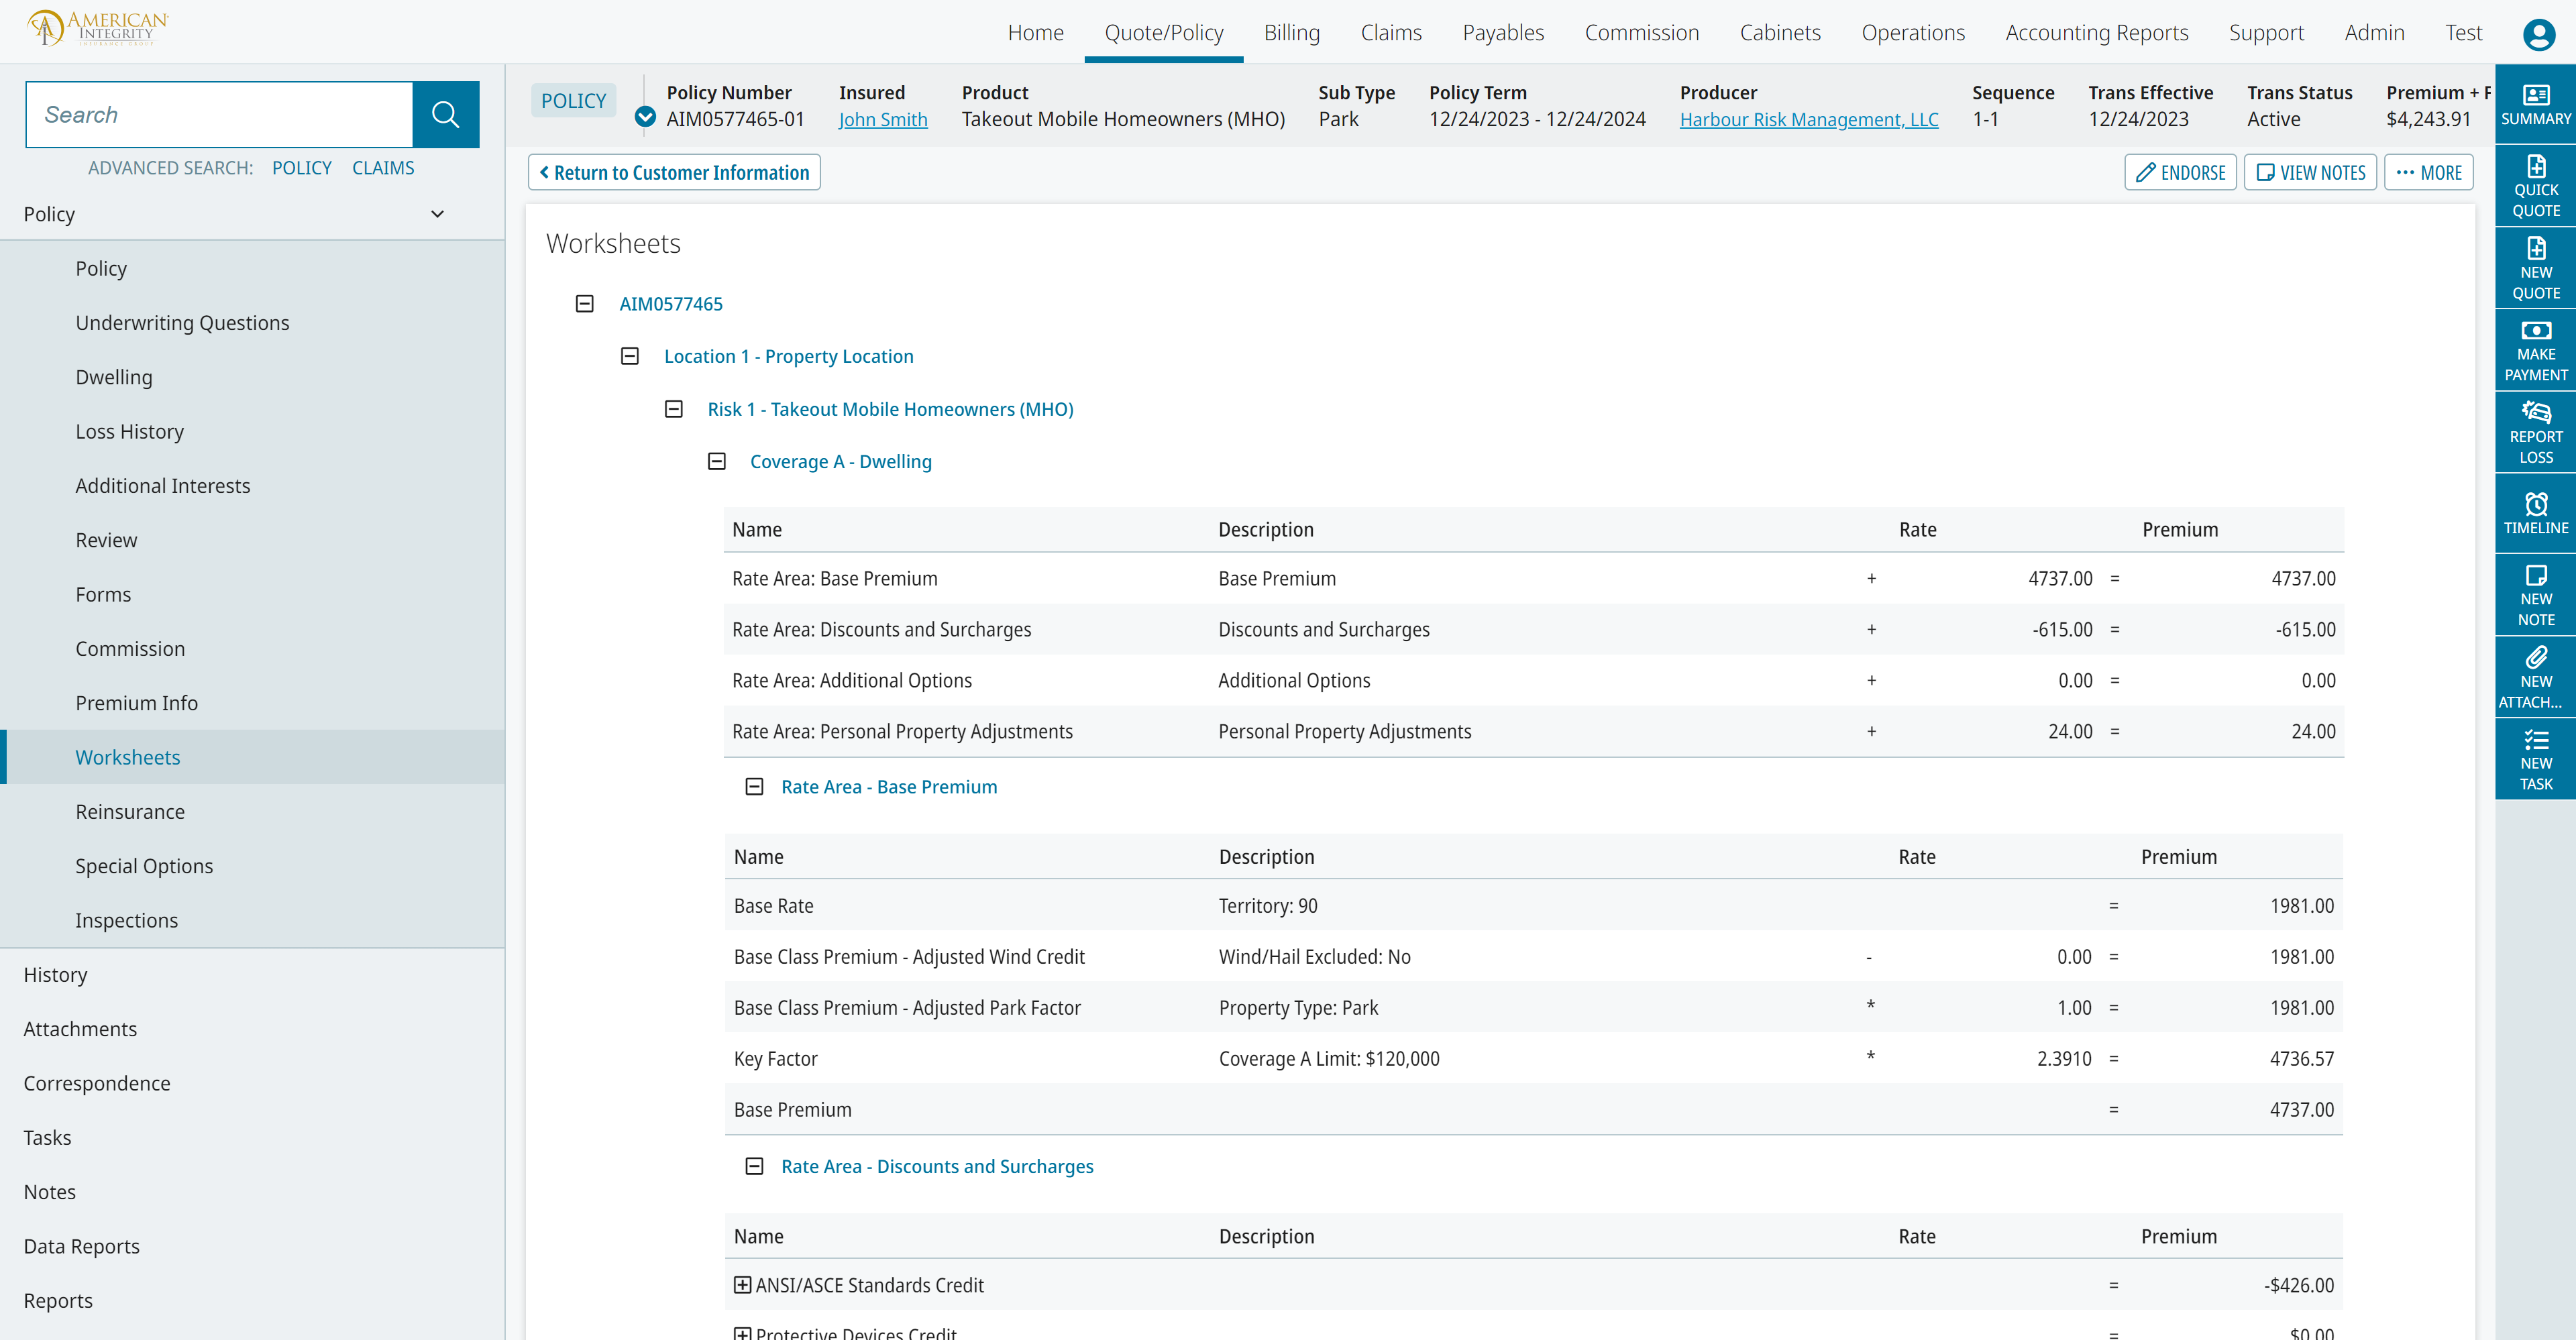 AMERICAN
INTEGRITY
INSURANCE GROUP
Home Quote/Policy Billing Claims Payables Commission Cabinets Operations Accounting Reports Support Admin Test
Search
ADVANCED SEARCH: POLICY CLAIMS
Policy
Policy
Underwriting Questions
Dwelling
Loss History
Additional Interests
Review
Forms
Commission
Premium Info
Worksheets
Reinsurance
Special Options
Inspections
History
Attachments
Correspondence
Tasks
Notes
Data Reports
Reports
POLICY
Policy Number Insured Product Sub Type Policy Term Producer Sequence Trans Effective Trans Status Premium + F
AIM0577465-01 John Smith Takeout Mobile Homeowners (MHO) Park 12/24/2023 - 12/24/2024 Harbour Risk Management, LLC 1-1 12/24/2023 Active $4,243.91
Return to Customer Information
ENDORSE VIEW NOTES ··· MORE
Worksheets
AIM0577465
Location 1 - Property Location
Risk 1 - Takeout Mobile Homeowners (MHO)
Coverage A - Dwelling
Name Description Rate Premium
Rate Area: Base Premium Base Premium + 4737.00 = 4737.00
Rate Area: Discounts and Surcharges Discounts and Surcharges + -615.00 = -615.00
Rate Area: Additional Options Additional Options + 0.00 = 0.00
Rate Area: Personal Property Adjustments Personal Property Adjustments + 24.00 = 24.00
Rate Area - Base Premium
Name Description Rate Premium
Base Rate Territory: 90 = 1981.00
Base Class Premium - Adjusted Wind Credit Wind/Hail Excluded: No - 0.00 = 1981.00
Base Class Premium - Adjusted Park Factor Property Type: Park * 1.00 = 1981.00
Key Factor Coverage A Limit: $120,000 * 2.3910 = 4736.57
Base Premium = 4737.00
Rate Area - Discounts and Surcharges
Name Description Rate Premium
ANSI/ASCE Standards Credit = -$426.00
Protective Devices Credit = $0.00
SUMMARY
QUICK
QUOTE
NEW
QUOTE
MAKE
PAYMENT
REPORT
LOSS
TIMELINE
NEW
NOTE
NEW
ATTACH...
NEW
TASK